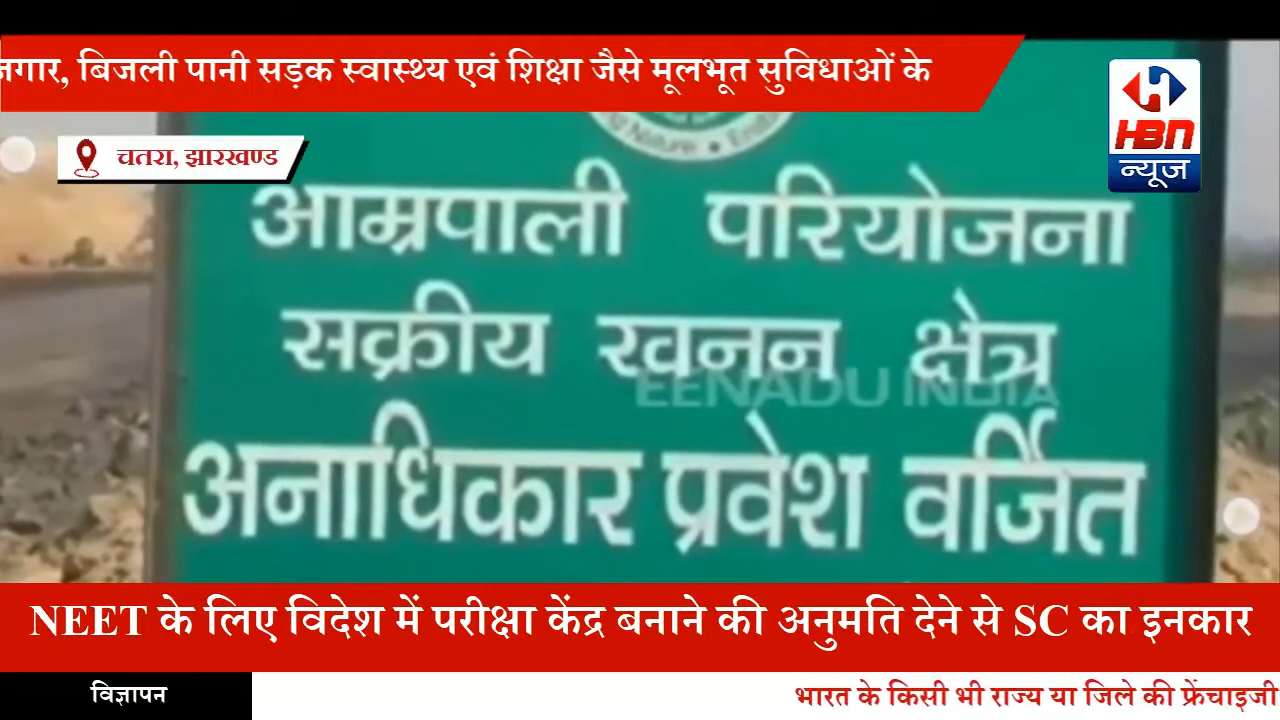 जगार, बिजली पानी सड़क स्वास्थ्य एवं शिक्षा जैसे मूलभूत सुविधाओं के
HBN
न्यूज
चतरा, झारखण्ड
आम्रपाली परियोजना
सक्रीय खनन क्षेत्र
EENADU INDIA
अनाधिकार प्रवेश वर्जित
NEET के लिए विदेश में परीक्षा केंद्र बनाने की अनुमति देने से SC का इनकार
विज्ञापन
भारत के किसी भी राज्य या जिले की फ्रेंचाइजी